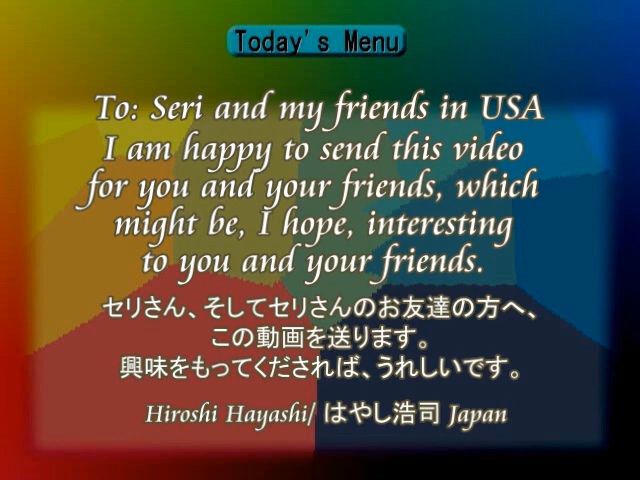 Today's Menu
To: Seri and my friends in USA
I am happy to send this video
for you and your friends, which
might be, I hope, interesting
to you and your friends.
セリさん、そしてセリさんのお友達の方へ、
この動画を送ります。
興味をもってくだされば、うれしいです。
Hiroshi Hayashi/ はやし浩司 Japan